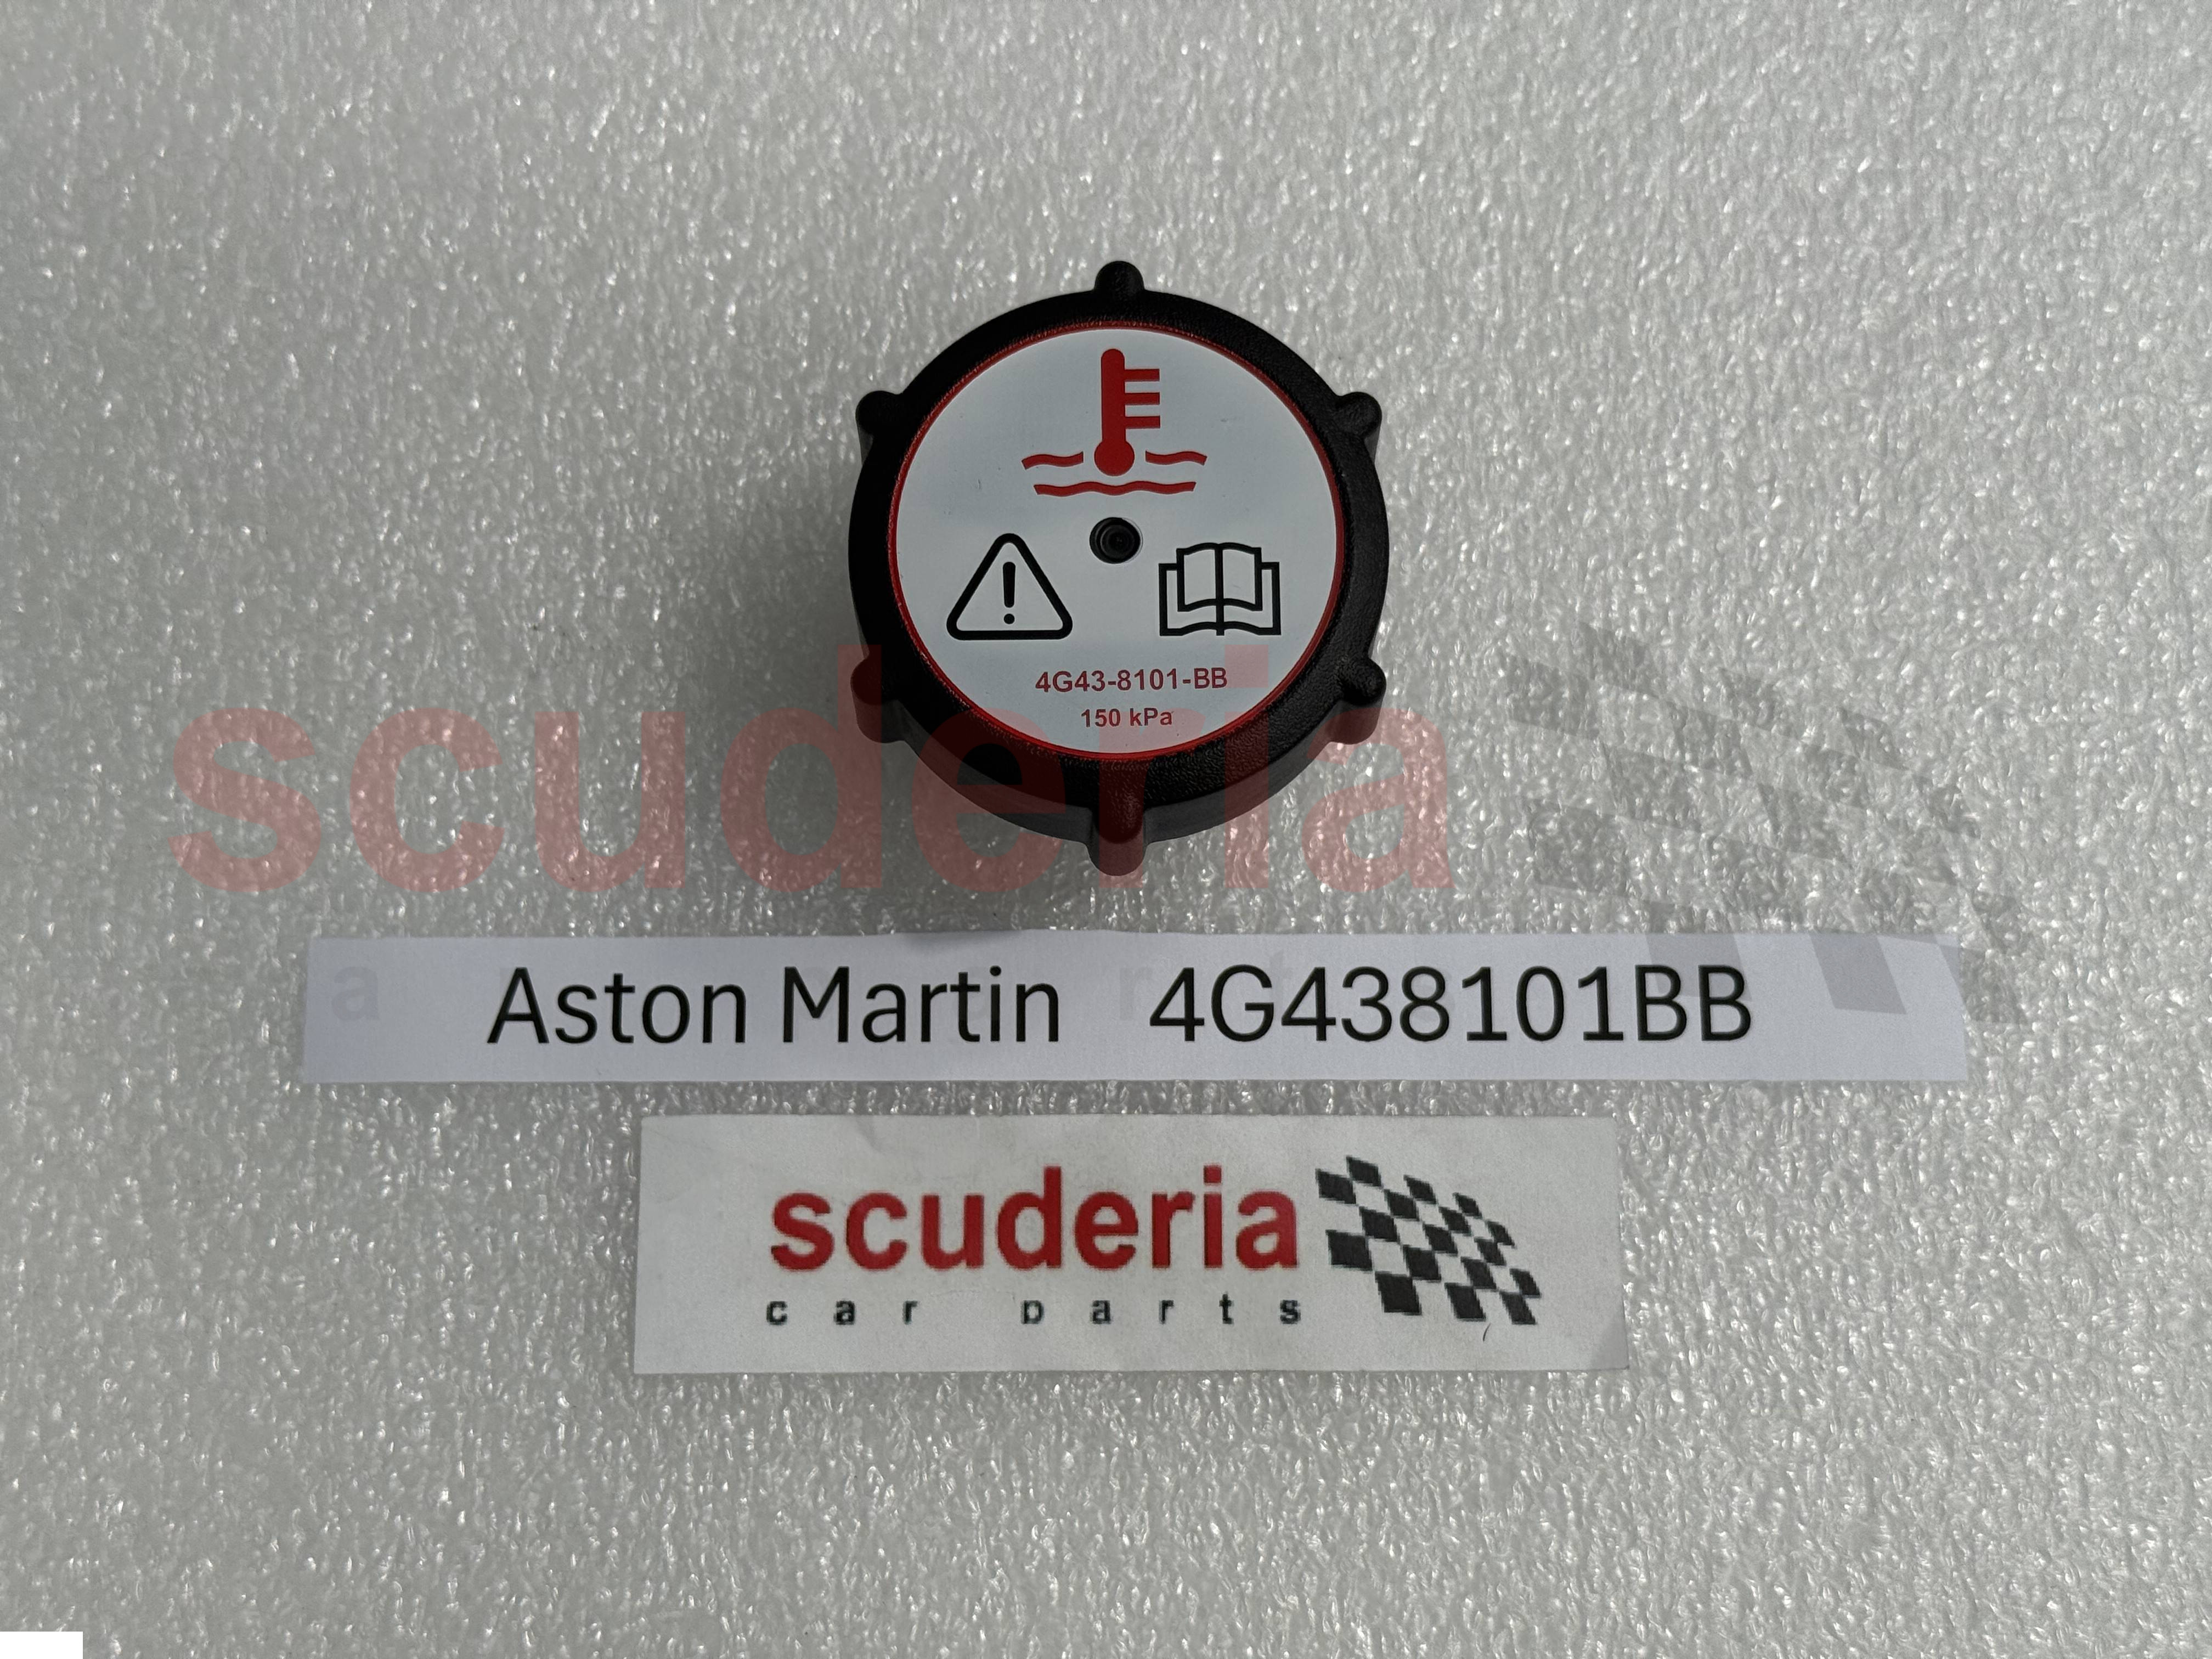 4G43-8101-BB
150 kPa
scuderia
Aston Martin 4G438101BB
scuderia
car parts